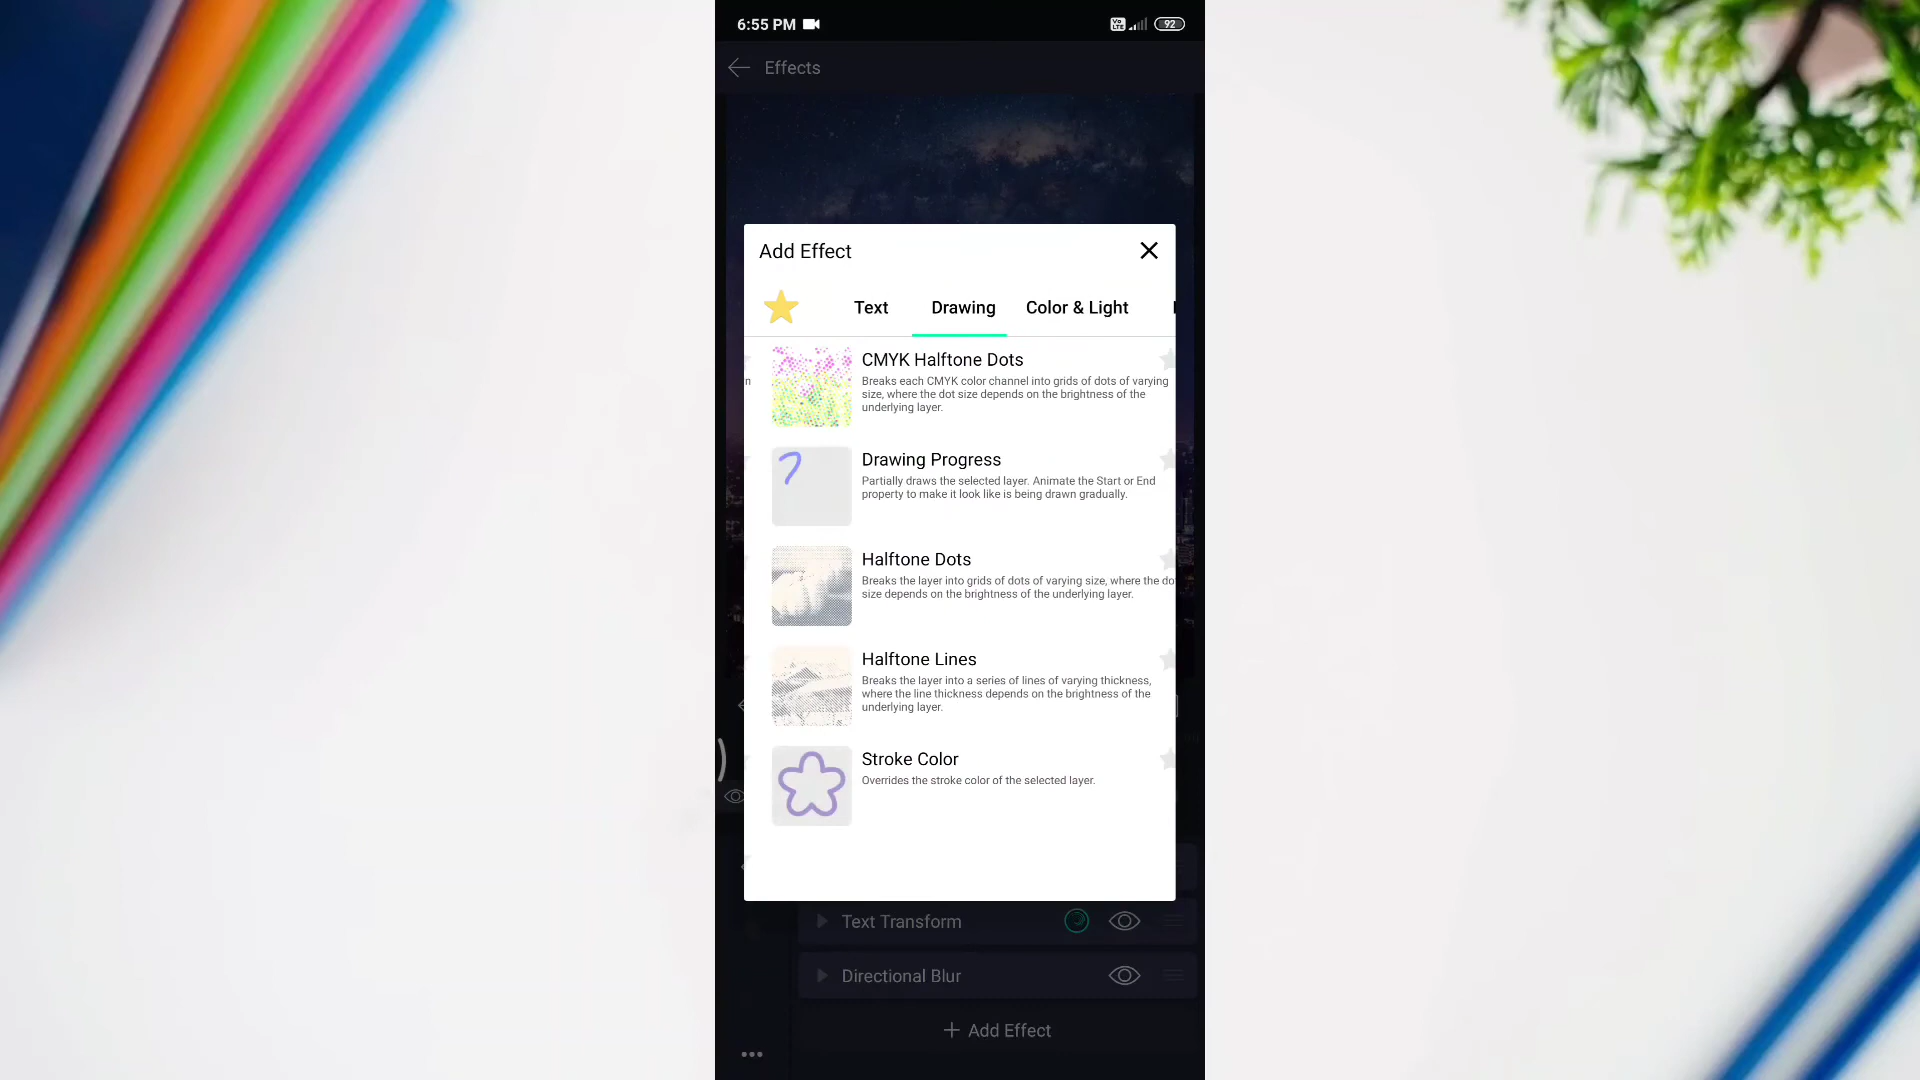 6:55 PM
Vo LTE
92
Effects
Add Effect
Text
Drawing
Color & Light
CMYK Halftone Dots
Breaks each CMYK color channel into grids of dots of varying
size, where the dot size depends on the brightness of the
underlying layer.
Drawing Progress
Partially draws the selected layer. Animate the Start or End
property to make it look like is being drawn gradually.
Halftone Dots
Breaks the layer into grids of dots of varying size, where the do
size depends on the brightness of the underlying layer.
Halftone Lines
Breaks the layer into a series of lines of varying thickness,
where the line thickness depends on the brightness of the
underlying layer.
Stroke Color
Overrides the stroke color of the selected layer.
Text Transform
Directional Blur
+ Add Effect